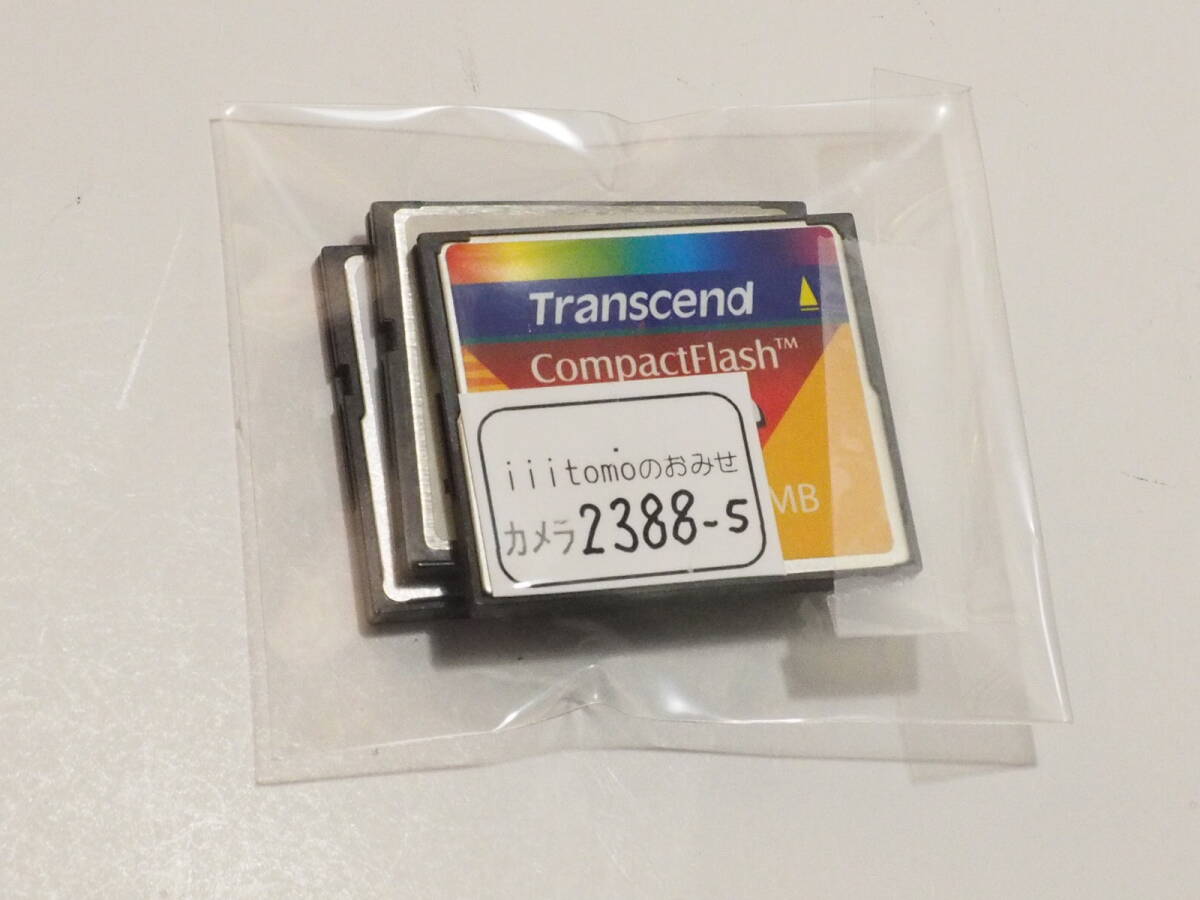 Transcend
CompactFlash™
MB
iiitomoのおみせ
カメラ2388-5